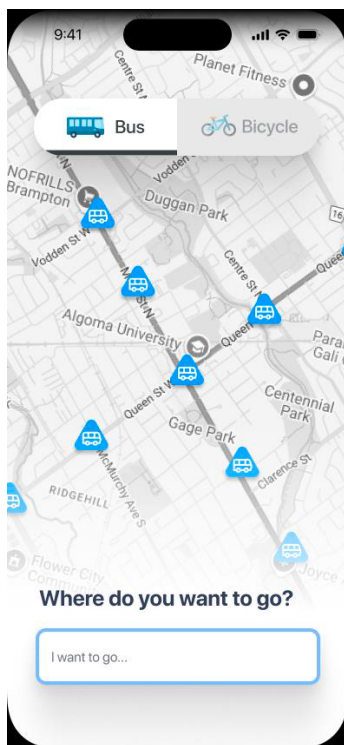 9:41
Planet Fitness
Centre St N
Bus
Bicycle
NOFRILLS
Brampton
Vodden
Duggan Park
Vodden St W
Main St N
Centre St N
Queen
Algoma University
Queen
Queen St W
Centennial
Park
Gage Park
McMurchy Ave S
Clarence St
RIDGEHILL
Flower City
Joyce
Where do you want to go?
I want to go...